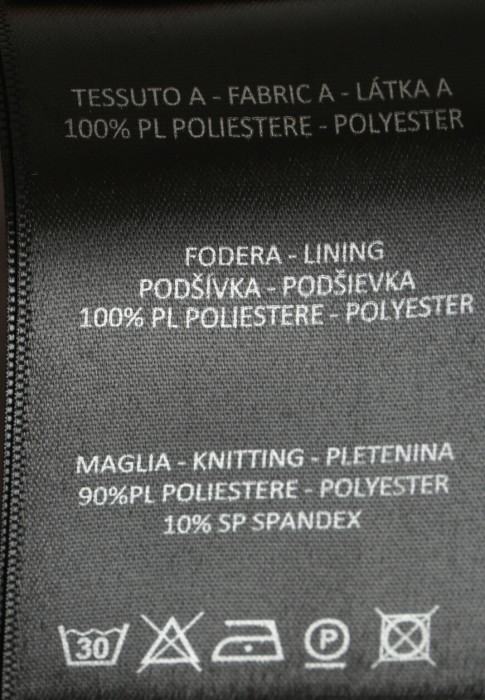 TESSUTO A - FABRIC A - LÁTKA A
100% PL POLIESTERE - POLYESTER
FODERA - LINING
PODŠÍVKA - PODŠIEVKA
100% PL POLIESTERE - POLYESTER
MAGLIA - KNITTING - PLETENINA
90%PL POLIESTERE - POLYESTER
10% SP SPANDEX
30 P